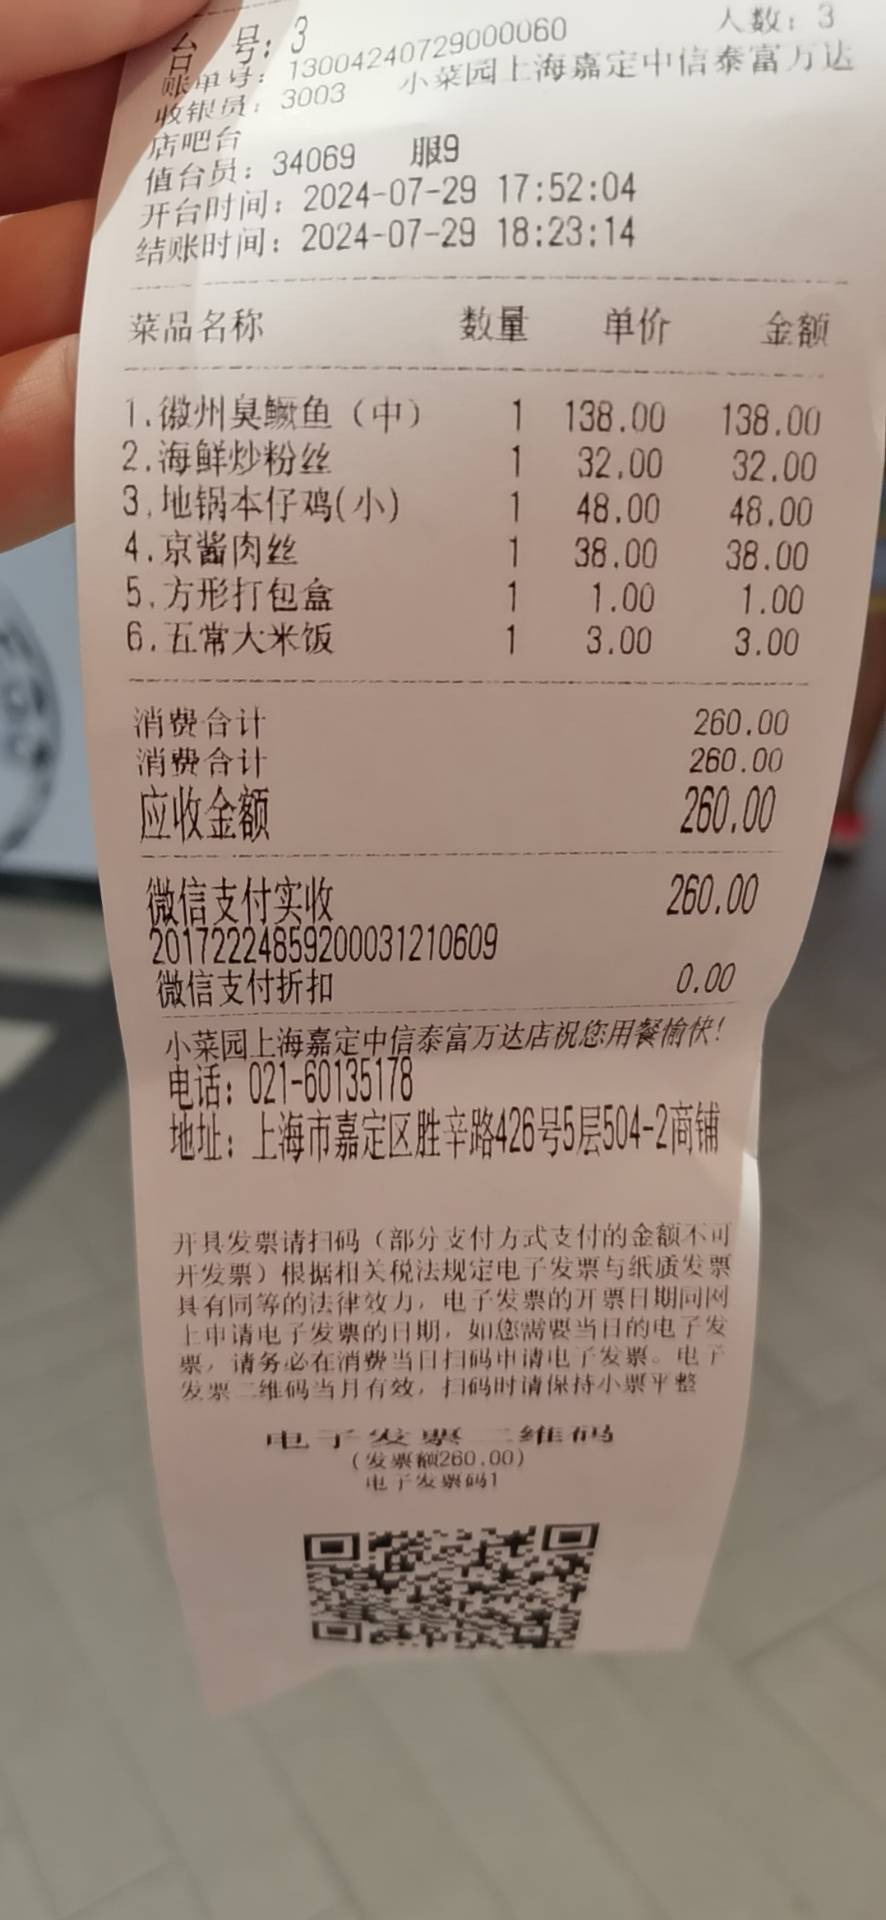 台 号: 3 人数: 3
账单号: 13004240729000060
收银员: 3003 小菜园上海嘉定中信泰富万达
店吧台
值台员: 34069 服9
开台时间: 2024-07-29 17:52:04
结账时间: 2024-07-29 18:23:14
菜品名称 数量 单价 金额
1.徽州臭鳜鱼（中） 1 138.00 138.00
2.海鲜炒粉丝 1 32.00 32.00
3.地锅本仔鸡(小) 1 48.00 48.00
4.京酱肉丝 1 38.00 38.00
5.方形打包盒 1 1.00 1.00
6.五常大米饭 1 3.00 3.00
消费合计 260.00
消费合计 260.00
应收金额 260.00
微信支付实收 260.00
20172224859200031210609
微信支付折扣 0.00
小菜园上海嘉定中信泰富万达店祝您用餐愉快!
电话: 021-60135178
地址: 上海市嘉定区胜辛路426号5层504-2商铺
开具发票请扫码（部分支付方式支付的金额不可
开发票）根据相关税法规定电子发票与纸质发票
具有同等的法律效力，电子发票的开票日期同网
上申请电子发票的日期，如您需要当日的电子发
票，请务必在消费当日扫码申请电子发票。电子
发票二维码当月有效，扫码时请保持小票平整
电子发票二维码
(发票额260.00)
电子发票码1